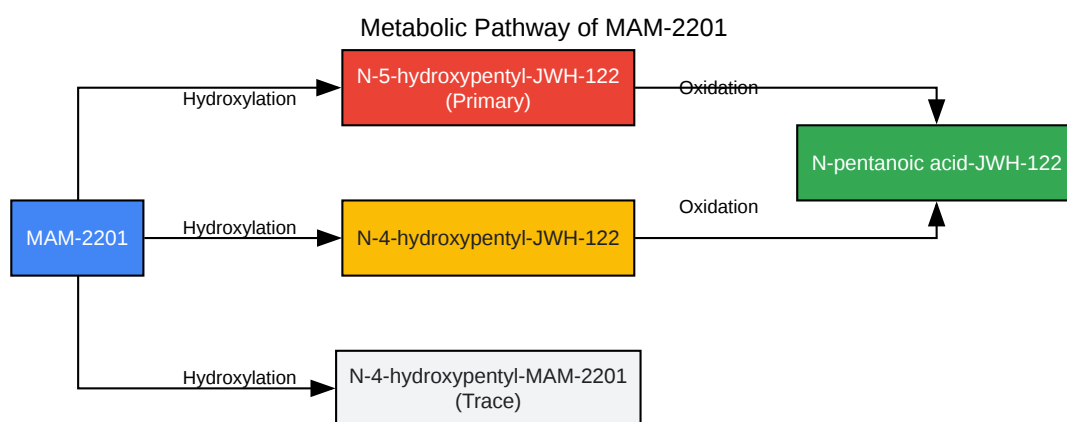 Metabolic Pathway of MAM-2201
N-5-hydroxypentyl-JWH-122
(Primary)
Hydroxylation
Oxidation
N-pentanoic acid-JWH-122
MAM-2201
Hydroxylation
N-4-hydroxypentyl-JWH-122
Oxidation
Hydroxylation
N-4-hydroxypentyl-MAM-2201
(Trace)